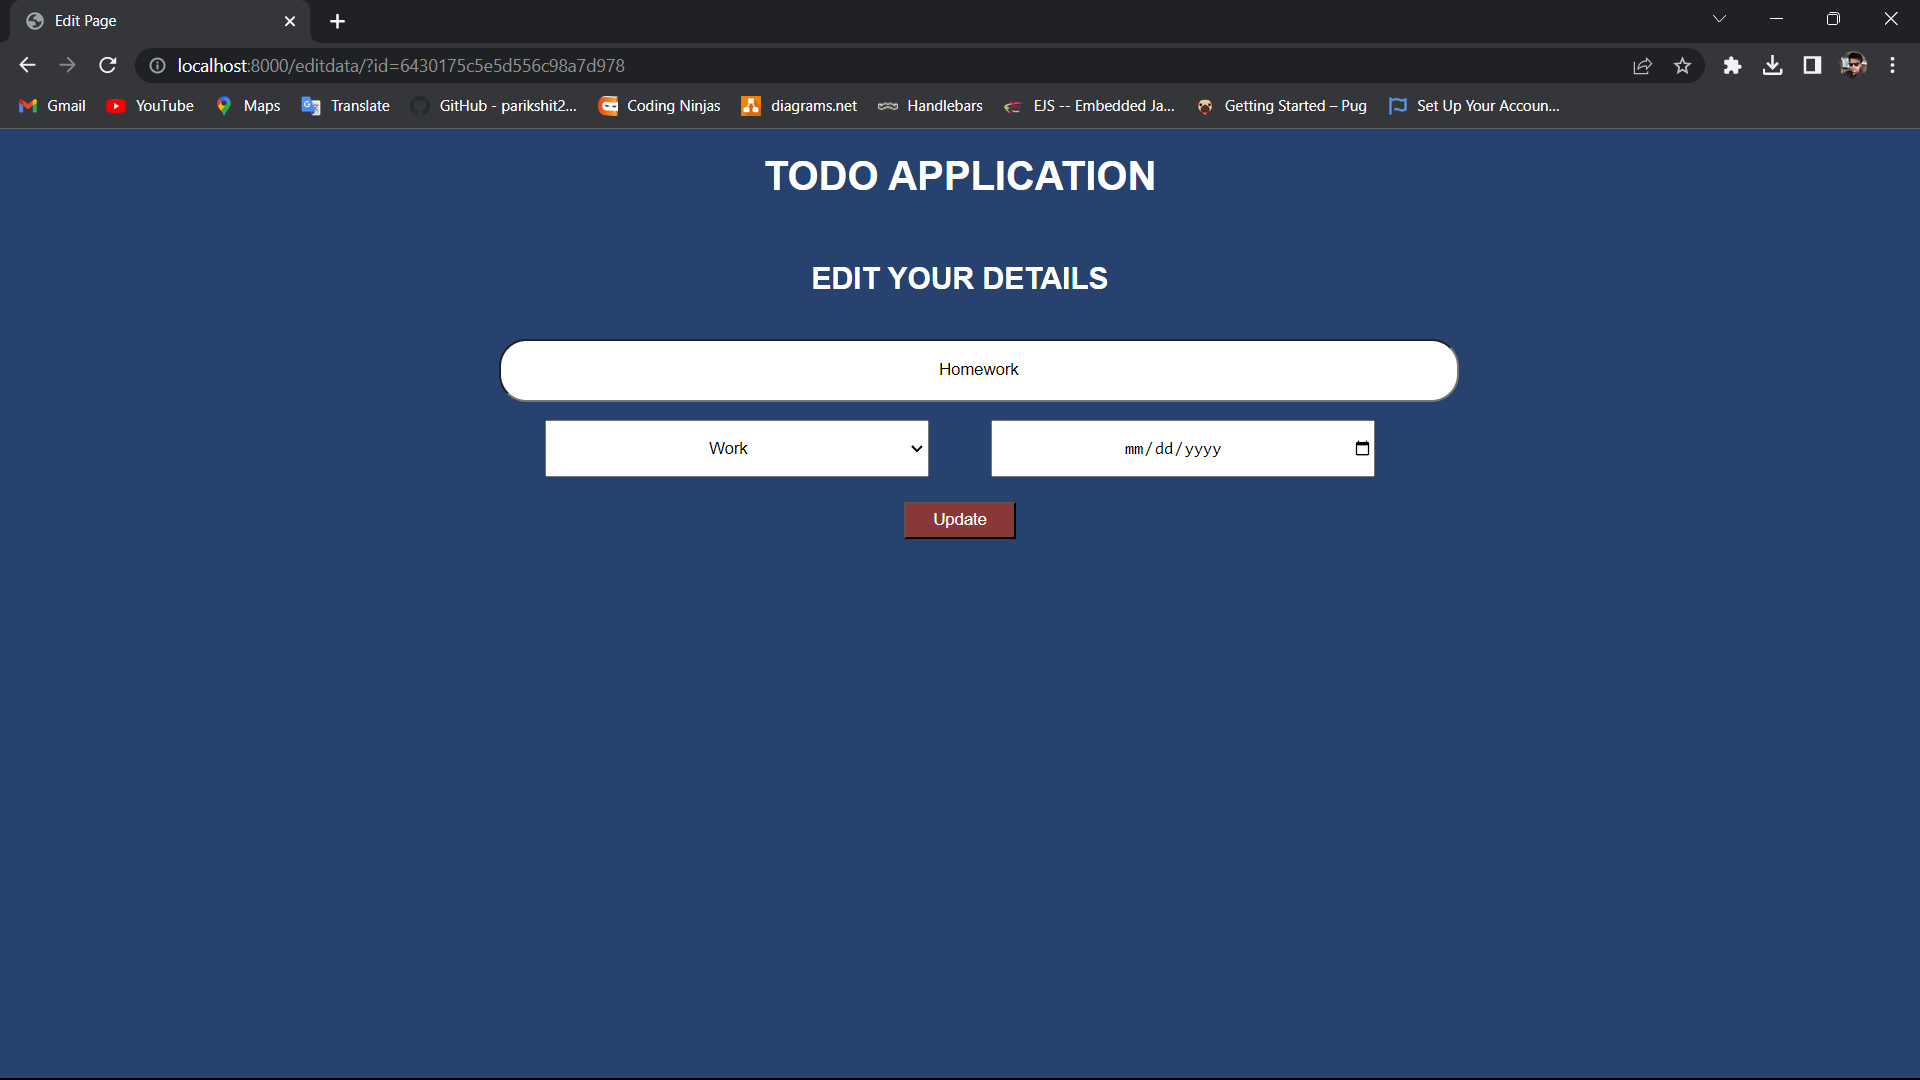 Edit Page
localhost:8000/editdata/?id=6430175c5e5d556c98a7d978
Gmail YouTube Maps Translate GitHub - parikshit2... Coding Ninjas diagrams.net Handlebars EJS -- Embedded Ja... Getting Started – Pug Set Up Your Accoun...
TODO APPLICATION
EDIT YOUR DETAILS
Homework
Work mm/dd/yyyy
Update